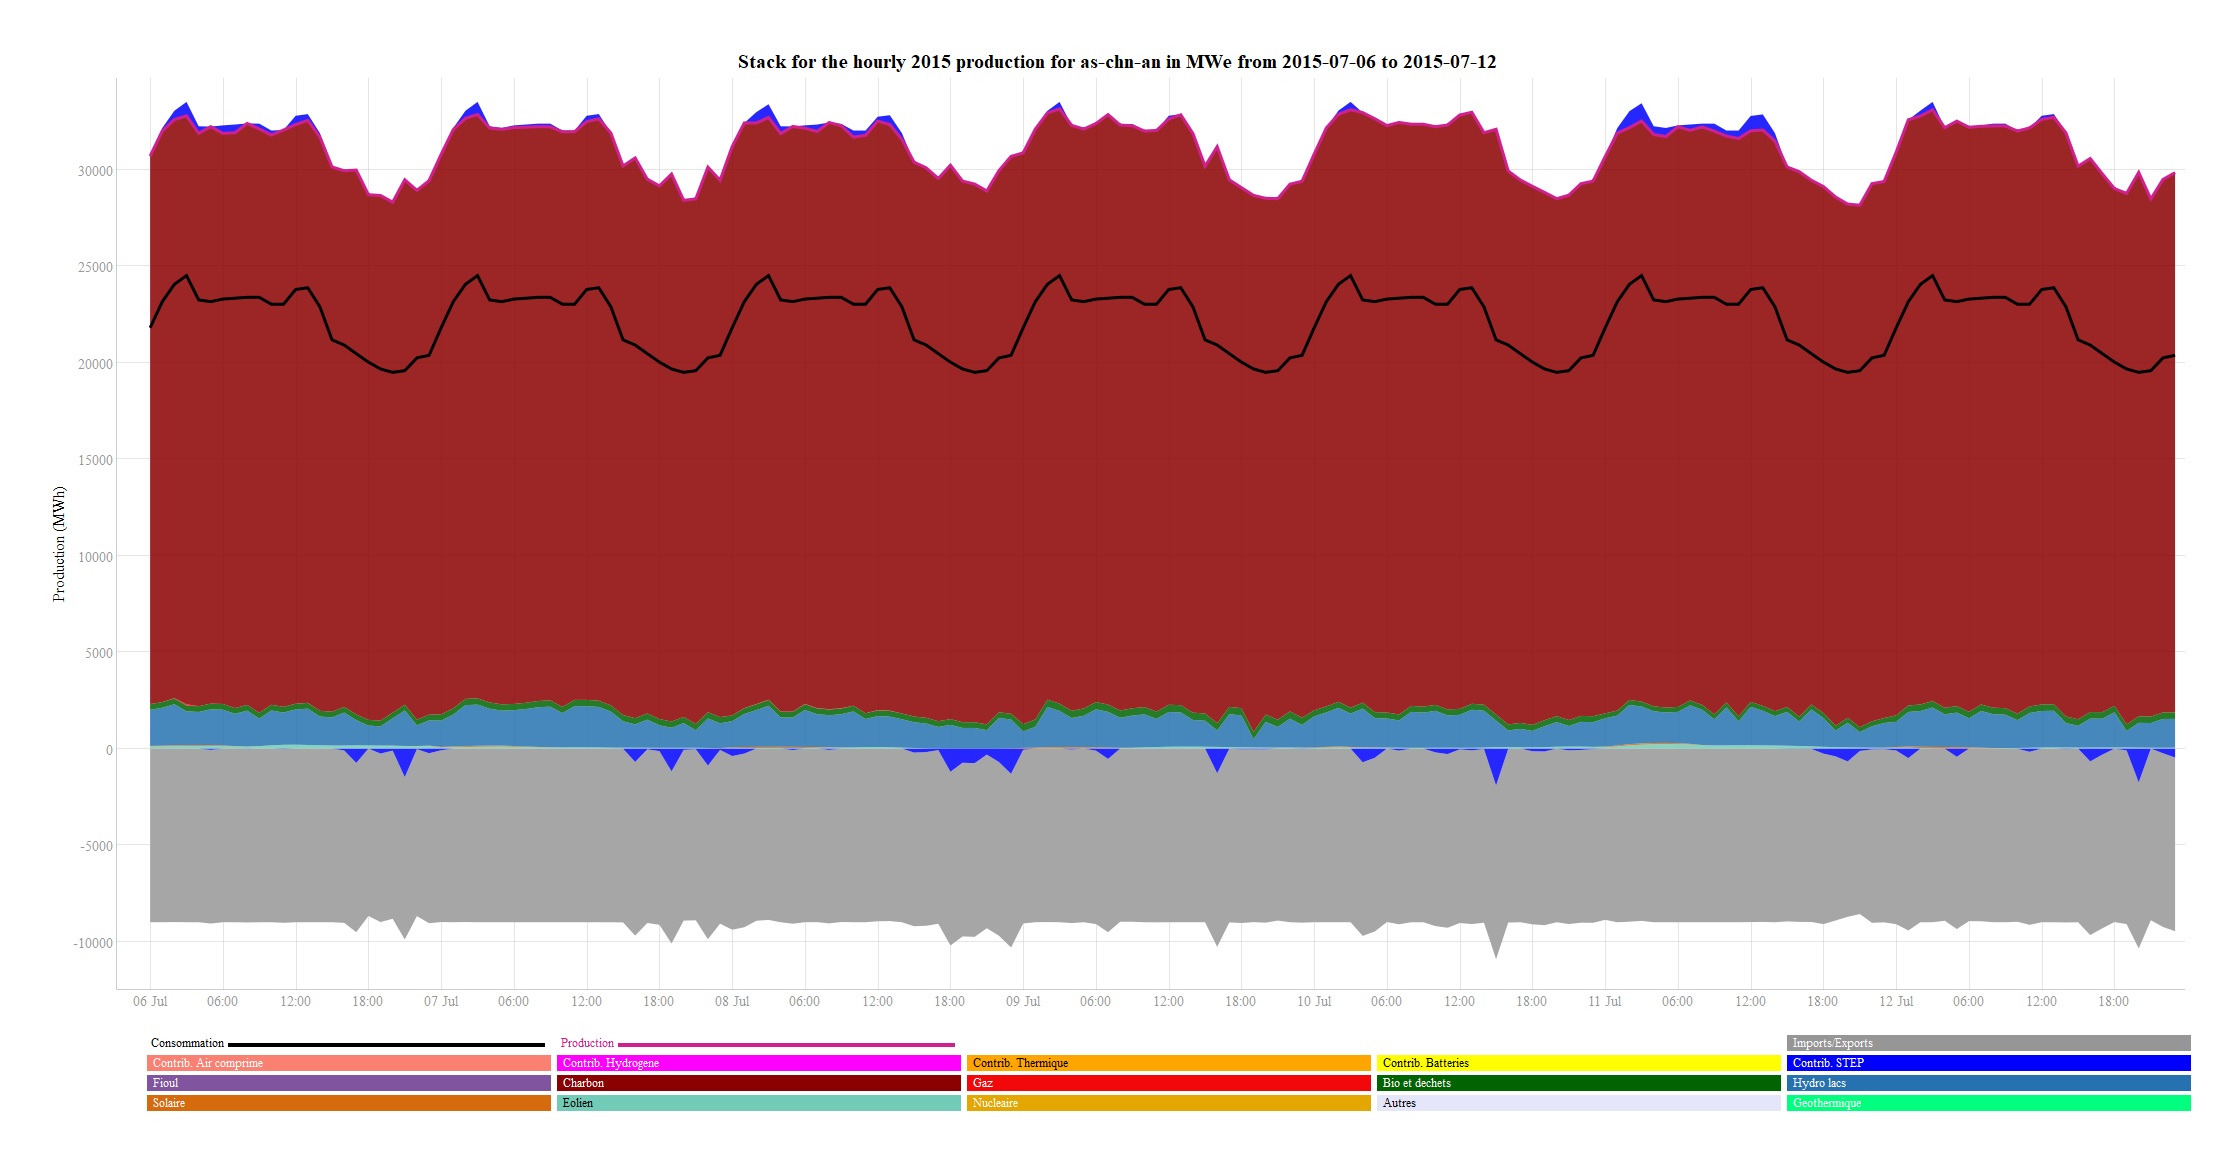 Stack for the hourly 2015 production for as-chn-an in MWe from 2015-07-06 to 2015-07-12
Production (MWh)
30000
25000
20000
15000
10000
5000
0
-5000
-10000
06 Jul 06:00 12:00 18:00 07 Jul 06:00 12:00 18:00 08 Jul 06:00 12:00 18:00 09 Jul 06:00 12:00 18:00 10 Jul 06:00 12:00 18:00 11 Jul 06:00 12:00 18:00 12 Jul 06:00 12:00 18:00
Consommation Production Imports/Exports
Contrib. Air comprime Contrib. Hydrogene Contrib. Thermique Contrib. Batteries Contrib. STEP
Fioul Charbon Gaz Bio et dechets Hydro lacs
Solaire Eolien Nucleaire Autres Geothermique